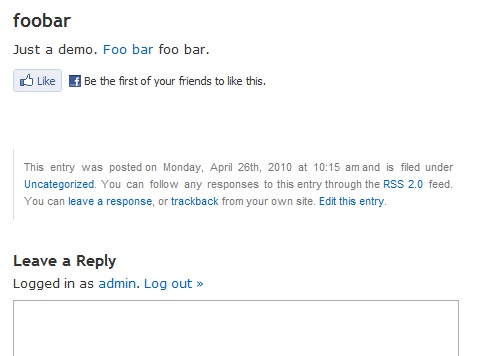 foobar
Just a demo. Foo bar foo bar.
Like
Be the first of your friends to like this.
This entry was posted on Monday, April 26th, 2010 at 10:15 am and is filed under
Uncategorized. You can follow any responses to this entry through the RSS 2.0 feed.
You can leave a response, or trackback from your own site. Edit this entry.
Leave a Reply
Logged in as admin. Log out »